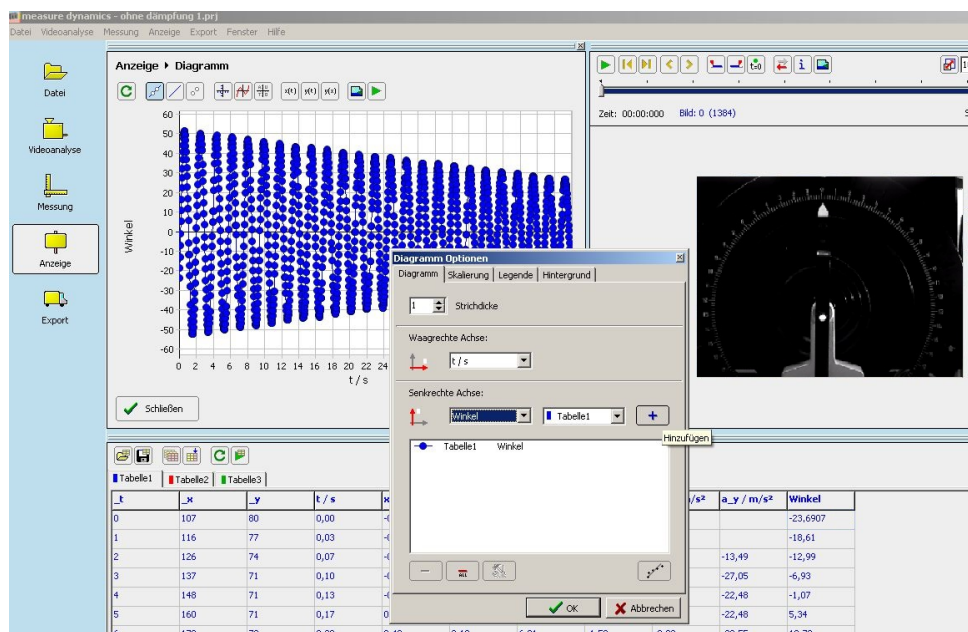 measure dynamics - ohne dämpfung 1.prj
Datei Videoanalyse Messung Anzeige Export Fenster Hilfe
Datei
Videoanalyse
Messung
Anzeige
Export
Anzeige ▸ Diagramm
x(t) y(t) y(x)
60
50
40
30
20
10
0
-10
-20
-30
-40
-50
-60
Winkel
0 2 4 6 8 10 12 14 16 18 20 22 24
t / s
Schließen
t=0 i
Zeit: 00:00:000 Bild: 0 (1384)
Diagramm Optionen
Diagramm Skalierung Legende Hintergrund
1 Strichdicke
Waagrechte Achse:
t / s
Senkrechte Achse:
Winkel Tabelle1 +
Hinzufügen
Tabelle1 Winkel
ALL
OK Abbrechen
Tabelle1 Tabelle2 Tabelle3
_t _x _y t / s a_y / m/s² Winkel
0 107 80 0,00 -23,6907
1 116 77 0,03 -18,61
2 126 74 0,07 -13,49 -12,99
3 137 71 0,10 -27,05 -6,93
4 148 71 0,13 -22,48 -1,07
5 160 71 0,17 -22,48 5,34